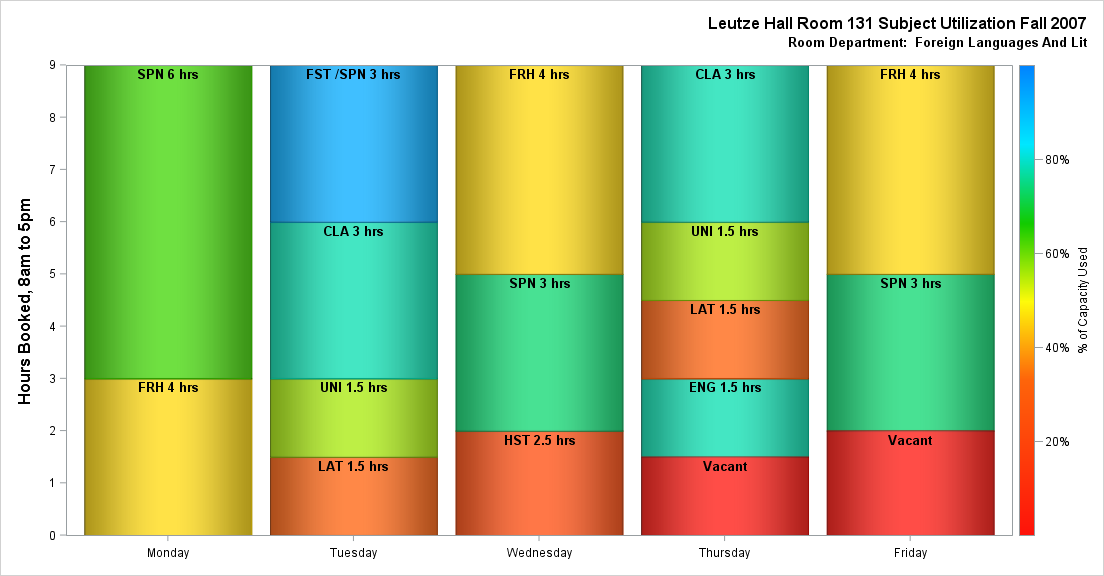 Leutze Hall Room 131 Subject Utilization Fall 2007
Room Department:  Foreign Languages And Lit
Hours Booked, 8am to 5pm
9
8
7
6
5
4
3
2
1
0
SPN 6 hrs
FRH 4 hrs
FST /SPN 3 hrs
CLA 3 hrs
UNI 1.5 hrs
LAT 1.5 hrs
FRH 4 hrs
SPN 3 hrs
HST 2.5 hrs
CLA 3 hrs
UNI 1.5 hrs
LAT 1.5 hrs
ENG 1.5 hrs
Vacant
FRH 4 hrs
SPN 3 hrs
Vacant
Monday
Tuesday
Wednesday
Thursday
Friday
80%
60%
40%
20%
% of Capacity Used